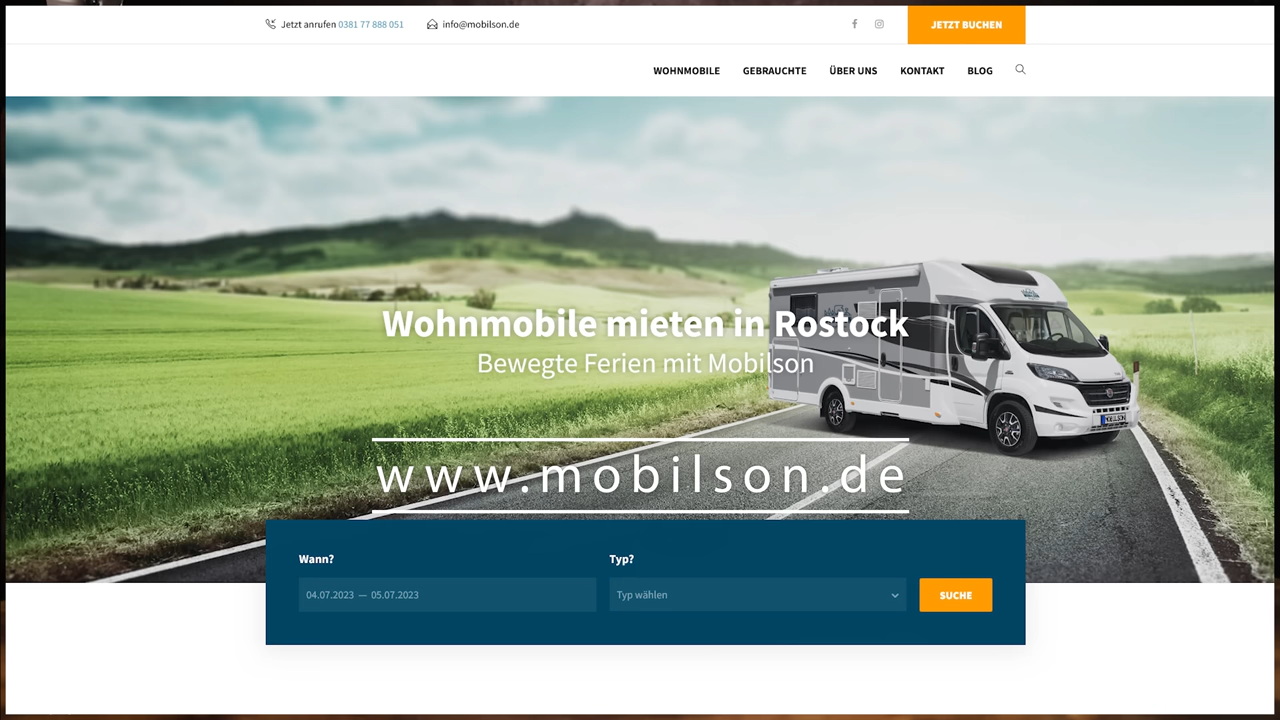 Jetzt anrufen 0381 77 888 051
info@mobilson.de
JETZT BUCHEN
WOHNMOBILE GEBRAUCHTE ÜBER UNS KONTAKT BLOG
Wohnmobile mieten in Rostock
Bewegte Ferien mit Mobilson
MOBILSON
www.mobilson.de
Wann? Typ?
04.07.2023 — 05.07.2023 Typ wählen SUCHE